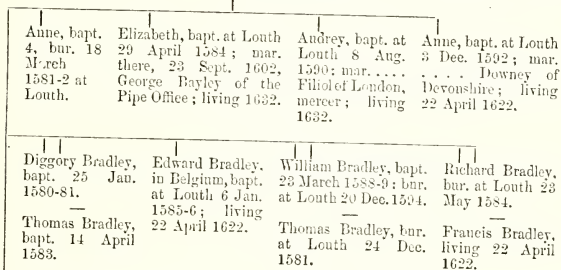 Anne, bapt.
4, bur. 18
March
1581-2 at
Louth.
Elizabeth, bapt. at Louth
29 April 1584; mar.
there, 23 Sept. 1602,
George Bayley of the
Pipe Office; living 1632.
Audrey, bapt. at
Louth 8 Aug.
1590: mar.....
Filiol of London,
mercer; living
1632.
Anne, bapt. at Louth
3 Dec. 1592; mar.
.... Downey of
Devonshire; living
22 April 1622.
Diggory Bradley,
bapt. 25 Jan.
1580-81.
—
Thomas Bradley,
bapt. 14 April
1583.
Edward Bradley,
in Belgium, bapt.
at Louth 6 Jan.
1585-6; living
22 April 1622.
William Bradley, bapt.
23 March 1588-9: bur.
at Louth 20 Dec. 1594.
—
Thomas Bradley, bur.
at Louth 24 Dec.
1581.
Richard Bradley,
bur. at Louth 23
May 1584.
—
Francis Bradley,
living 22 April
1622.